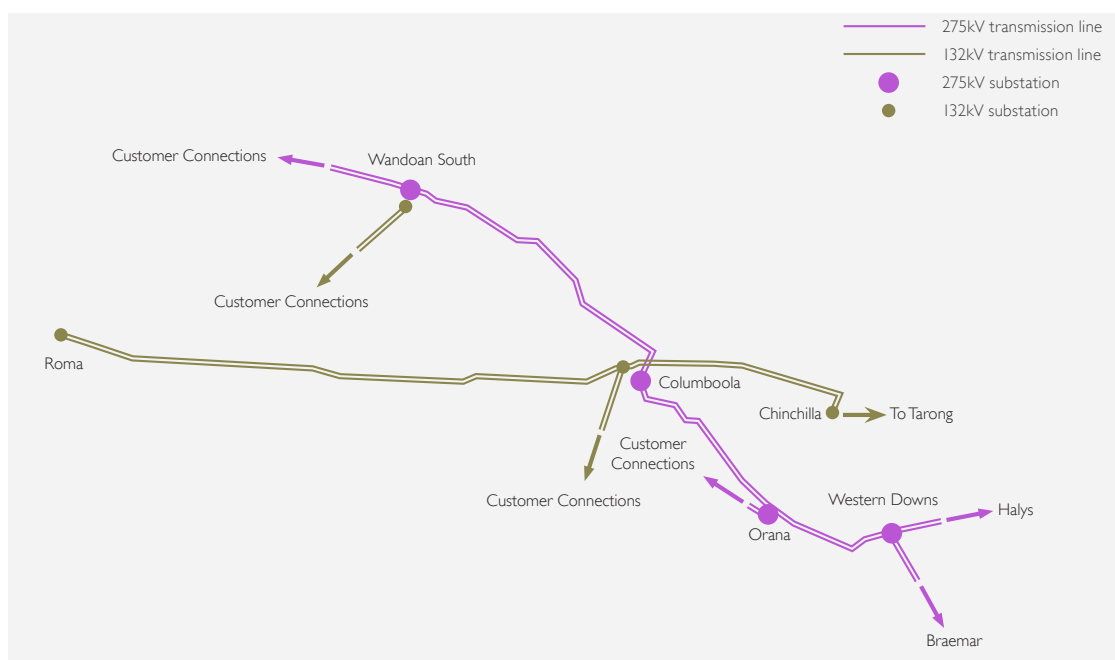 275kV transmission line
132kV transmission line
275kV substation
132kV substation
Customer Connections
Wandoan South
Customer Connections
Roma
Columboola
Chinchilla
To Tarong
Customer
Connections
Customer Connections
Western Downs
Halys
Orana
Braemar